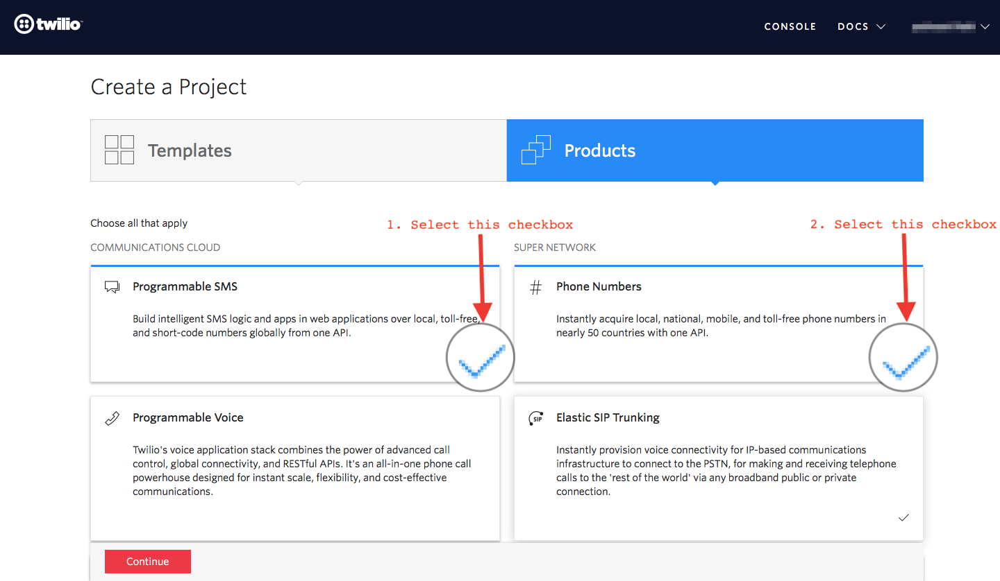 twilio
CONSOLE DOCS
Create a Project
Templates
Products
Choose all that apply
1. Select this checkbox
2. Select this checkbox
COMMUNICATIONS CLOUD
SUPER NETWORK
Programmable SMS
Build intelligent SMS logic and apps in web applications over local, toll-free,
and short-code numbers globally from one API.
Phone Numbers
Instantly acquire local, national, mobile, and toll-free phone numbers in
nearly 50 countries with one API.
Programmable Voice
Twilio's voice application stack combines the power of advanced call
control, global connectivity, and RESTful APIs. It's an all-in-one phone call
powerhouse designed for instant scale, flexibility, and cost-effective
communications.
SIP
Elastic SIP Trunking
Instantly provision voice connectivity for IP-based communications
infrastructure to connect to the PSTN, for making and receiving telephone
calls to the 'rest of the world' via any broadband public or private
connection.
Continue